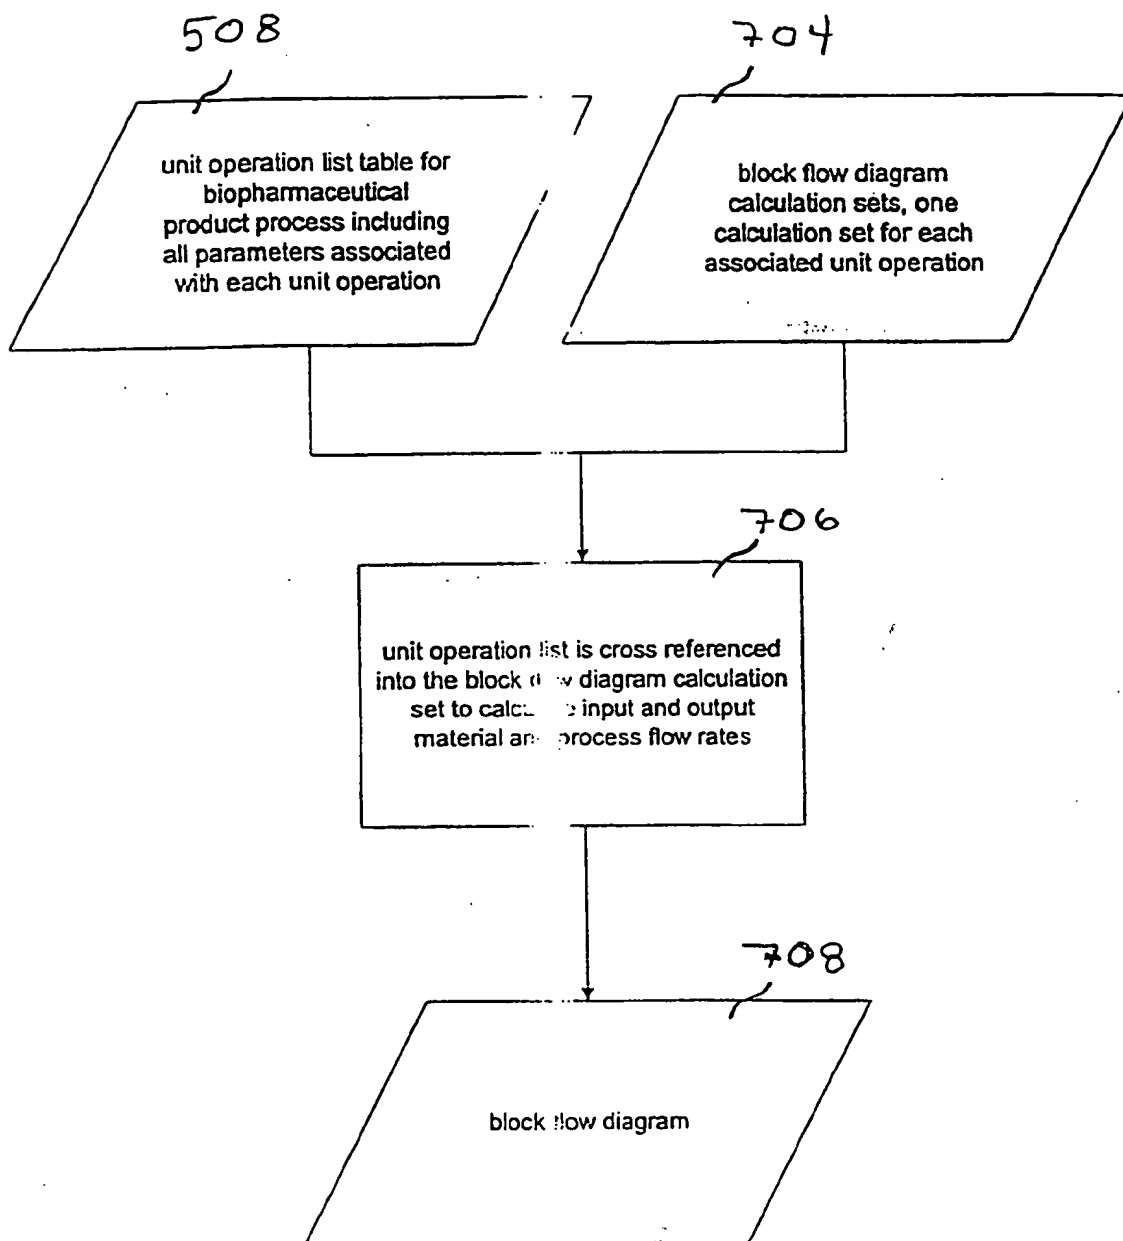 508
704
unit operation list table for
biopharmaceutical
product process including
all parameters associated
with each unit operation
block flow diagram
calculation sets, one
calculation set for each
associated unit operation
706
unit operation list is cross referenced
into the block diagram calculation
set to input and output
material process flow rates
708
block flow diagram